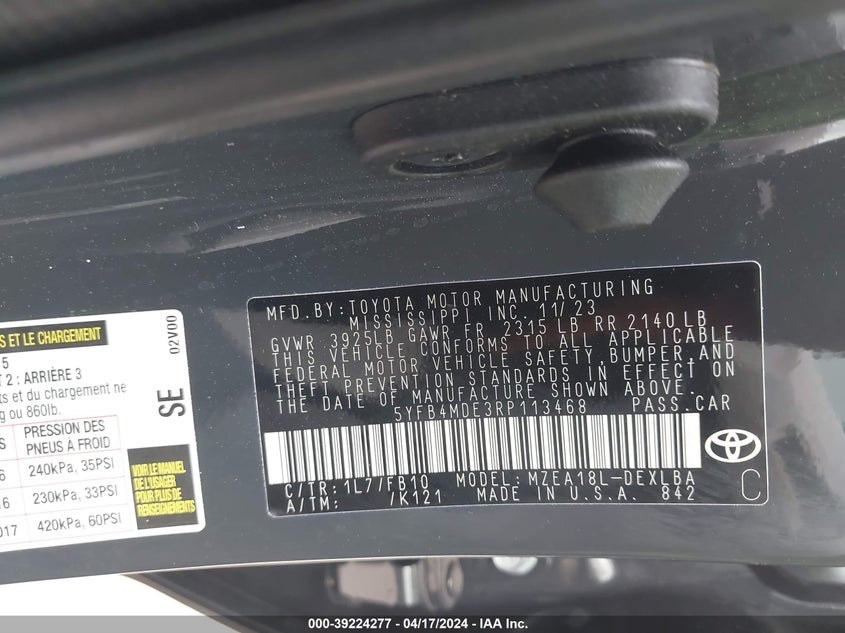 S ET LE CHARGEMENT
5
T 2 : ARRIÈRE 3
ts et du chargement ne
g ou 860lb.
S
PRESSION DES
PNEUS À FROID
6
240kPa, 35PSI
16
230kPa, 33PSI
017
420kPa, 60PSI
02V00
SE
VOIR LE MANUEL
DE L'USAGER
POUR PLUS DE
RENSEIGNEMENTS
MFD. BY: TOYOTA MOTOR MANUFACTURING
MISSISSIPPI INC. 11/23
GVWR 3925LB GAWR FR 2315 LB RR 2140 LB
THIS VEHICLE CONFORMS TO ALL APPLICABLE
FEDERAL MOTOR VEHICLE SAFETY, BUMPER, AND
THEFT PREVENTION STANDARDS IN EFFECT ON
THE DATE OF MANUFACTURE SHOWN ABOVE.
5YFB4MDE3RP113468 PASS. CAR
C/TR: 1L7/FB10 MODEL: MZEA18L-DEXLBA
A/TM: /K121 MADE IN U.S.A. 842
C
000-39224277 - 04/17/2024 - IAA Inc.